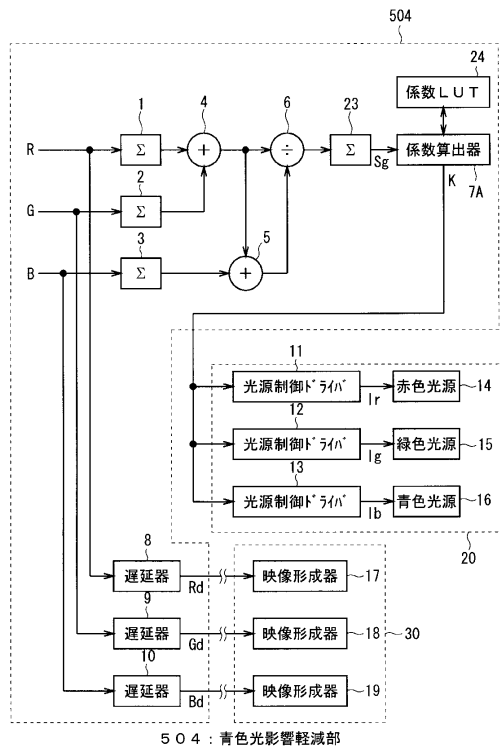 504
24
係数LUT
1
4
6
23
R
Σ
+
÷
Σ
Sg
係数算出器
2
K
7A
G
Σ
3
5
B
Σ
+
11
光源制御ドライバ
Ir
赤色光源
14
12
光源制御ドライバ
Ig
緑色光源
15
13
光源制御ドライバ
Ib
青色光源
16
20
8
遅延器
Rd
映像形成器
17
9
遅延器
Gd
映像形成器
18
30
10
遅延器
Bd
映像形成器
19
504:青色光影響軽減部